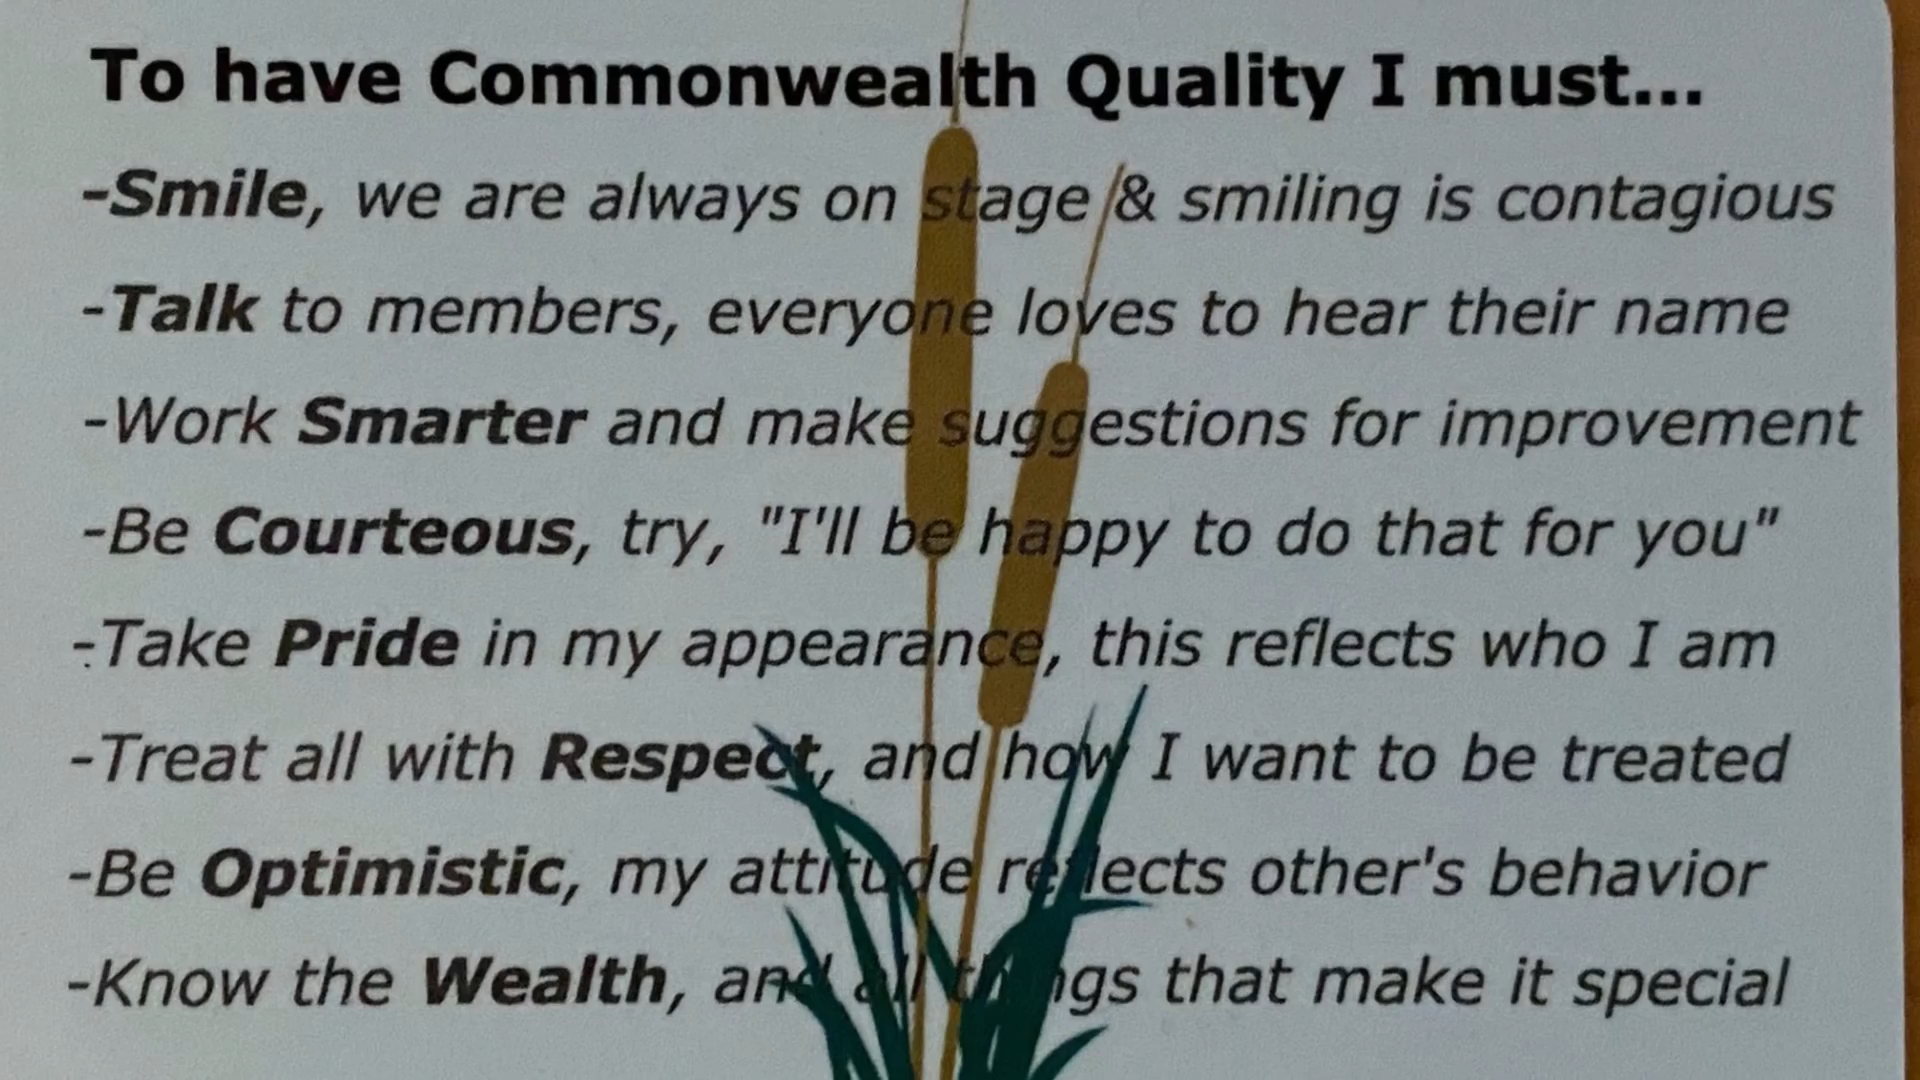 To have Commonwealth Quality I must...
-Smile, we are always on stage & smiling is contagious
-Talk to members, everyone loves to hear their name
-Work Smarter and make suggestions for improvement
-Be Courteous, try, "I'll be happy to do that for you"
-Take Pride in my appearance, this reflects who I am
-Treat all with Respect, and how I want to be treated
-Be Optimistic, my attitude reflects other's behavior
-Know the Wealth, and all things that make it special